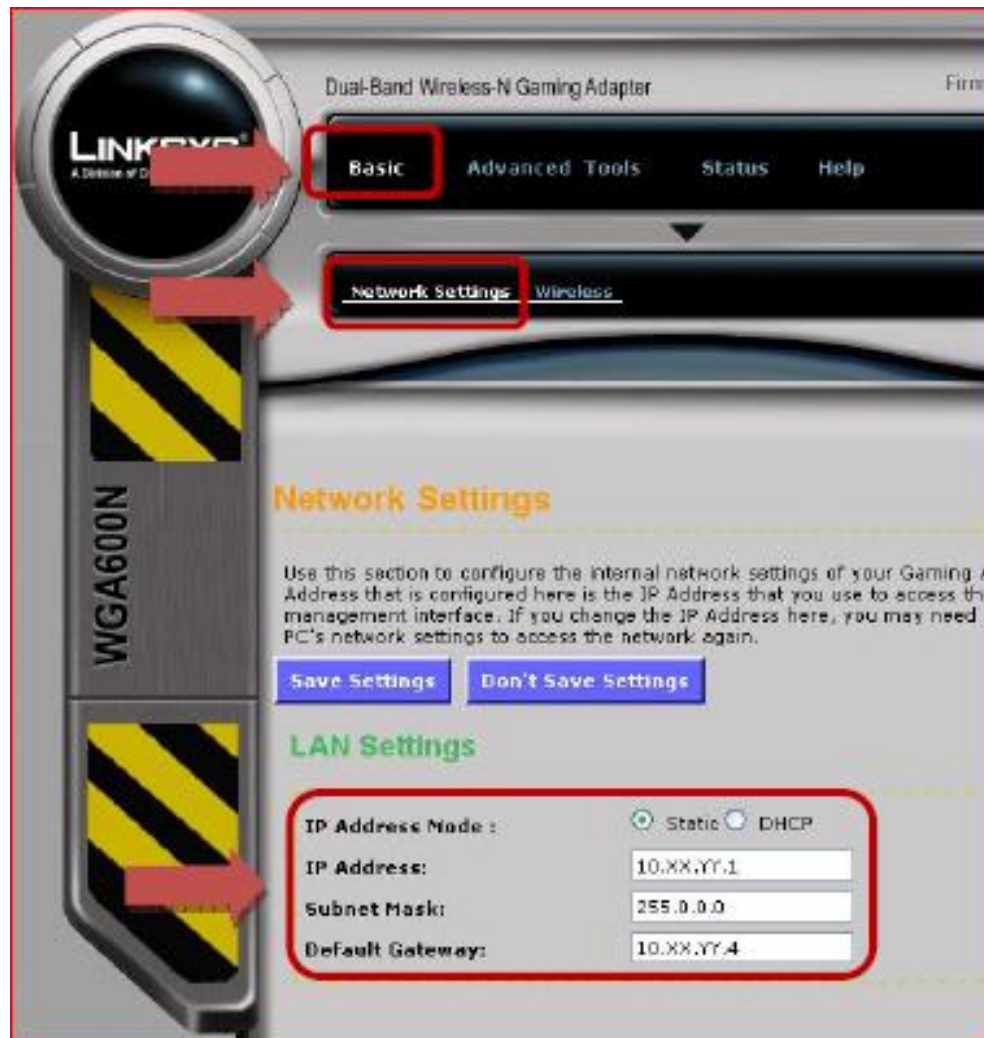 Dual-Band Wireless-N Gaming Adapter
Basic Advanced Tools Status Help
Network Settings Wireless
WGA600N
Network Settings
Use this section to configure the internal network settings of your Gaming
Address that is configured here is the IP Address that you use to access
management interface. If you change the IP Address here, you may need
PC's network settings to access the network again.
Save Settings Don't Save Settings
LAN Settings
IP Address Mode : Static DHCP
IP Address: 10.XX.YY.1
Subnet Mask: 255.0.0.0
Default Gateway: 10.XX.YY.4